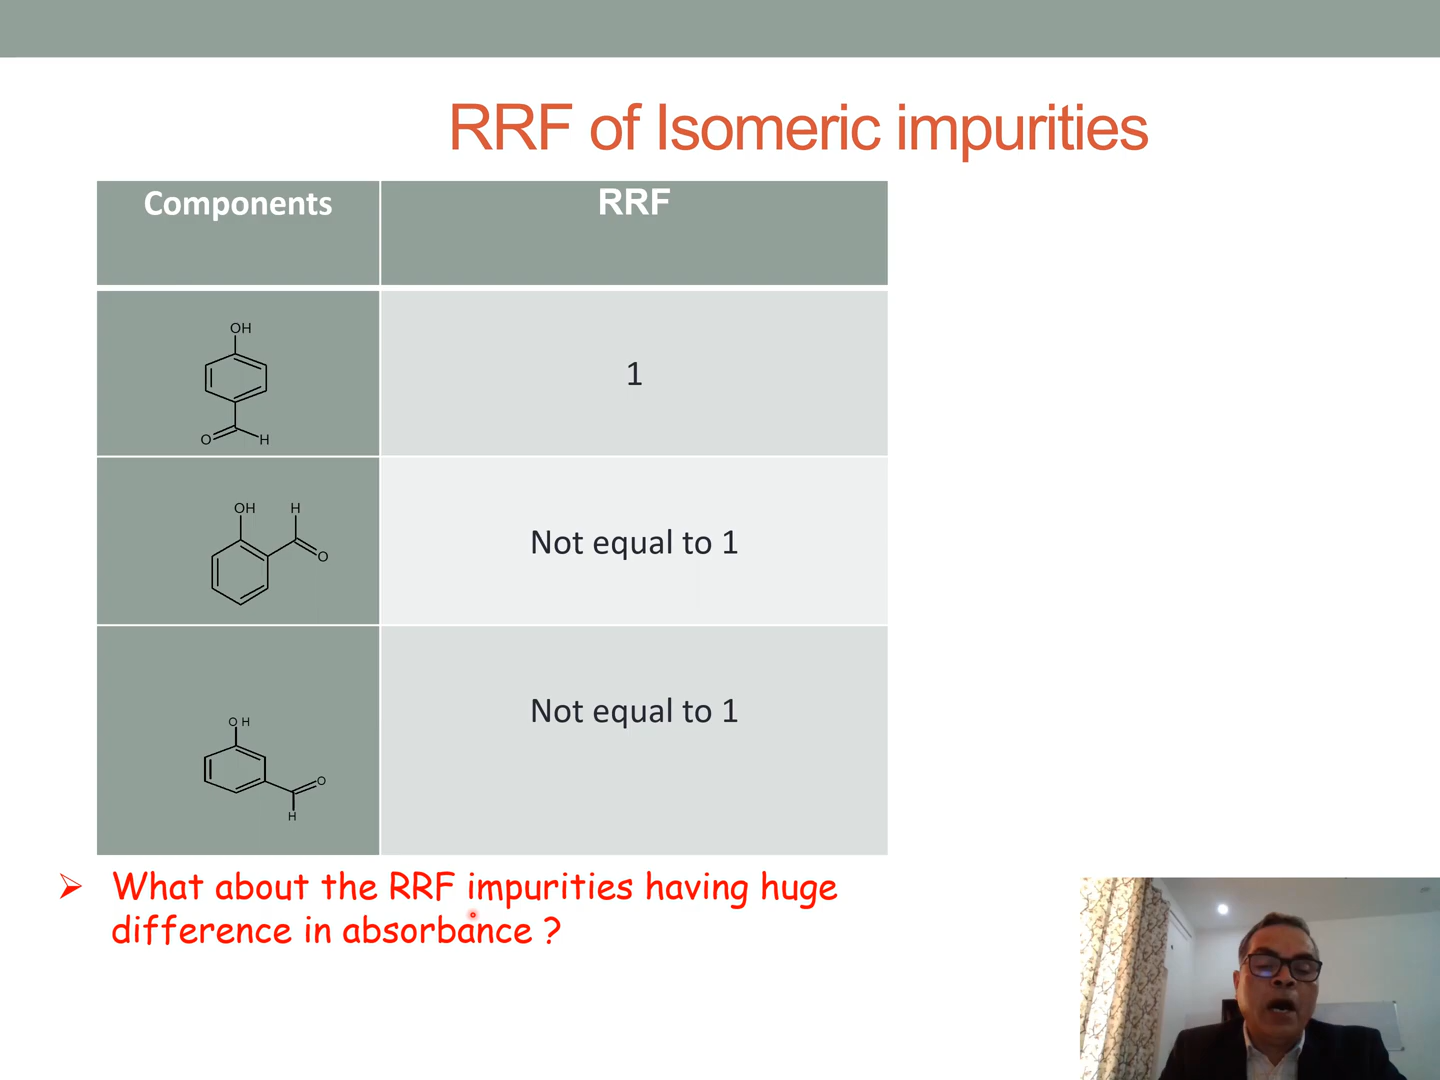 RRF of Isomeric impurities
Components RRF
OH
O H
1
OH H
O
Not equal to 1
O H
O
H
Not equal to 1
➢ What about the RRF impurities having huge
difference in absorbance ?